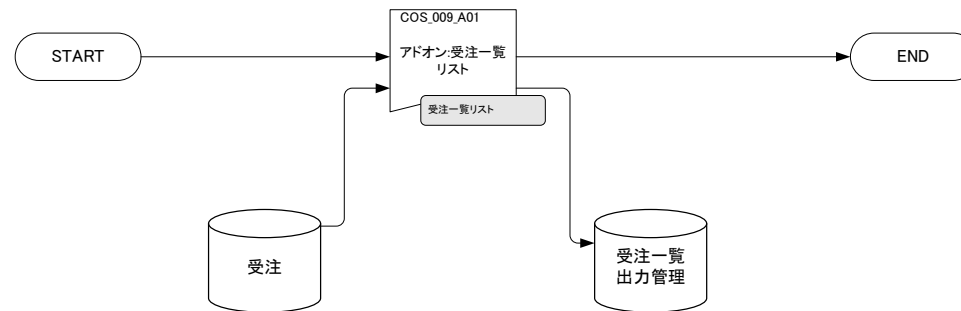 START
COS_009_A01
アドオン:受注一覧
リスト
受注一覧リスト
END
受注
受注一覧
出力管理